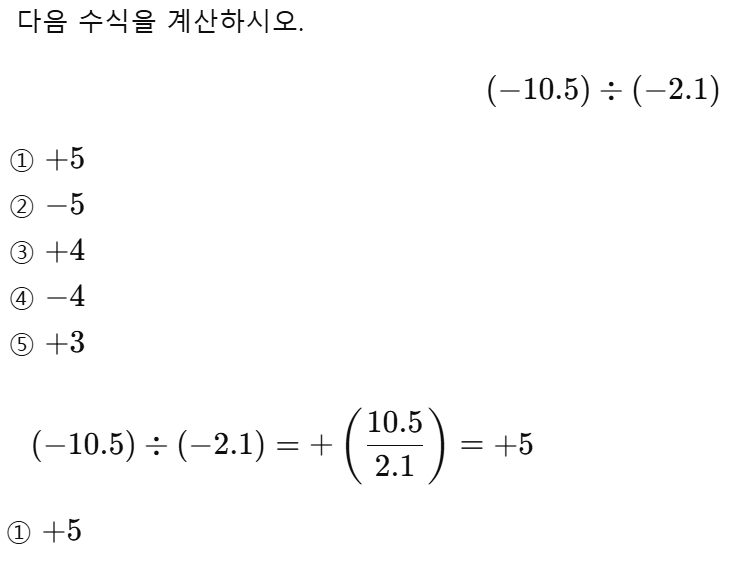 다음 수식을 계산하시오.
(−10.5) ÷ (−2.1)
① +5
② −5
③ +4
④ −4
⑤ +3
(−10.5) ÷ (−2.1) = + (10.5/2.1) = +5
① +5